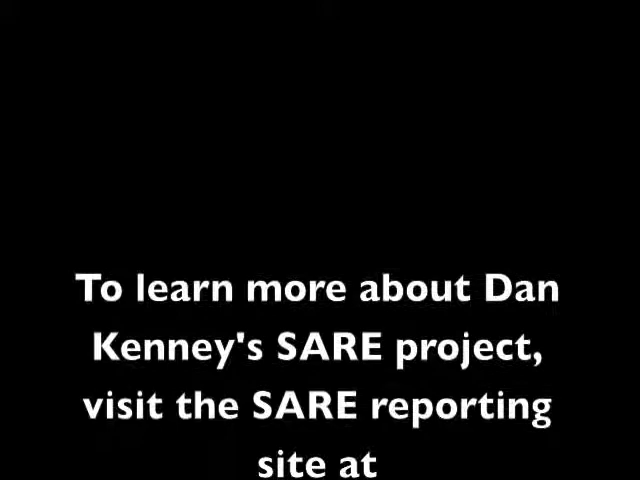 To learn more about Dan
Kenney's SARE project,
visit the SARE reporting
site at